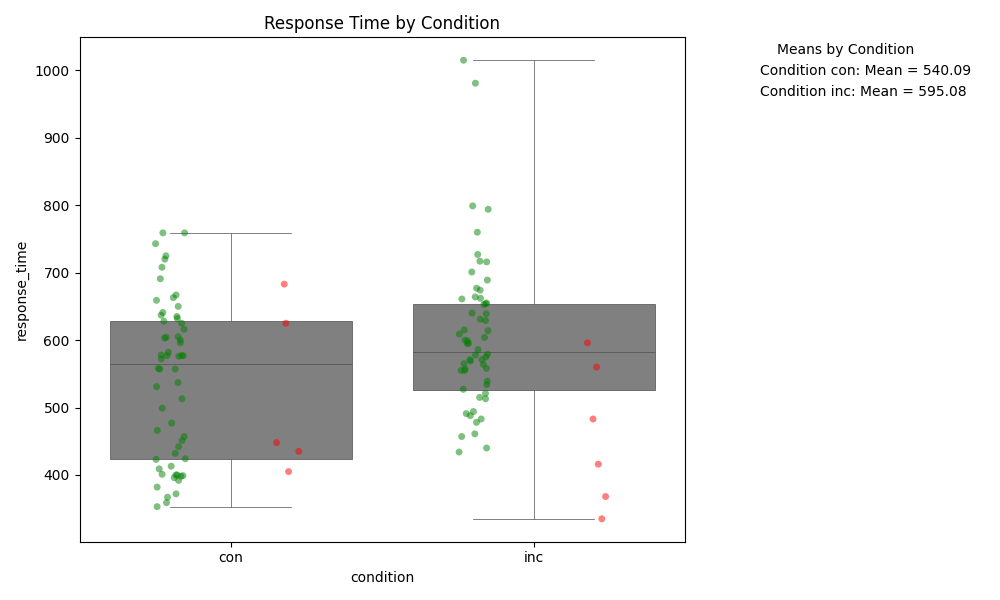 Response Time by Condition
Means by Condition
Condition con: Mean = 540.09
Condition inc: Mean = 595.08
1000
900
800
700
600
500
400
response_time
con
inc
condition